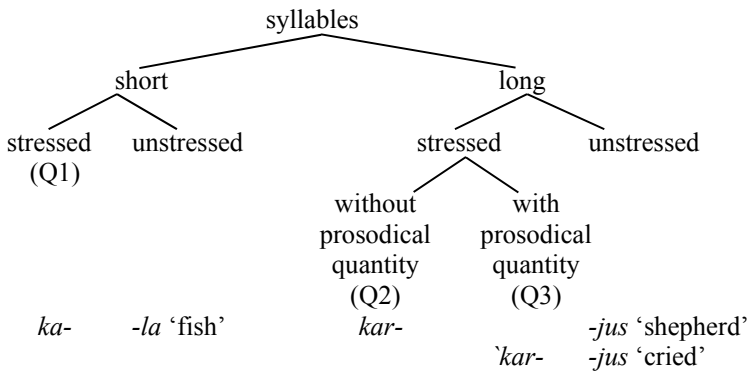 syllables
short long
stressed unstressed stressed unstressed
(Q1)
without with
prosodical prosodical
quantity quantity
(Q2) (Q3)
ka- -la ‘fish’ kar- -jus ‘shepherd’
`kar- -jus ‘cried’